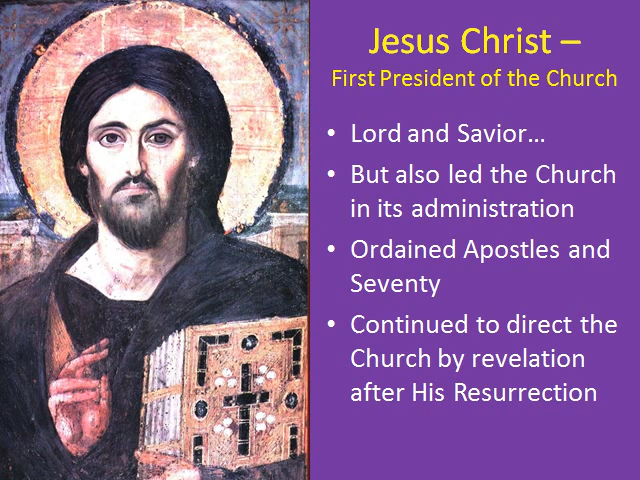 Jesus Christ –
First President of the Church
• Lord and Savior…
• But also led the Church
in its administration
• Ordained Apostles and
Seventy
• Continued to direct the
Church by revelation
after His Resurrection